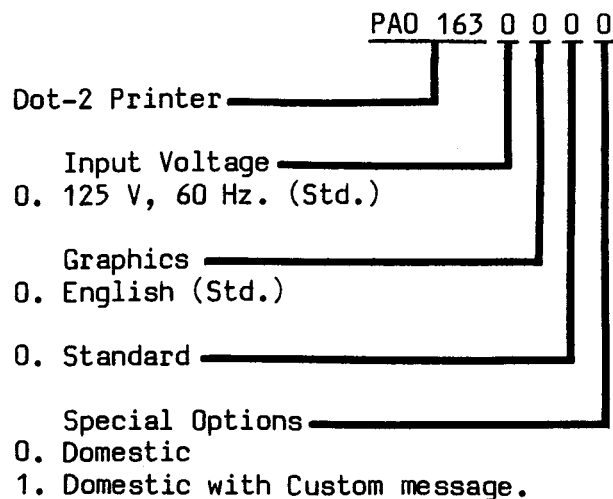 PAO 163 0 0 0 0
Dot-2 Printer
Input Voltage
0. 125 V, 60 Hz. (Std.)
Graphics
0. English (Std.)
0. Standard
Special Options
0. Domestic
1. Domestic with Custom message.